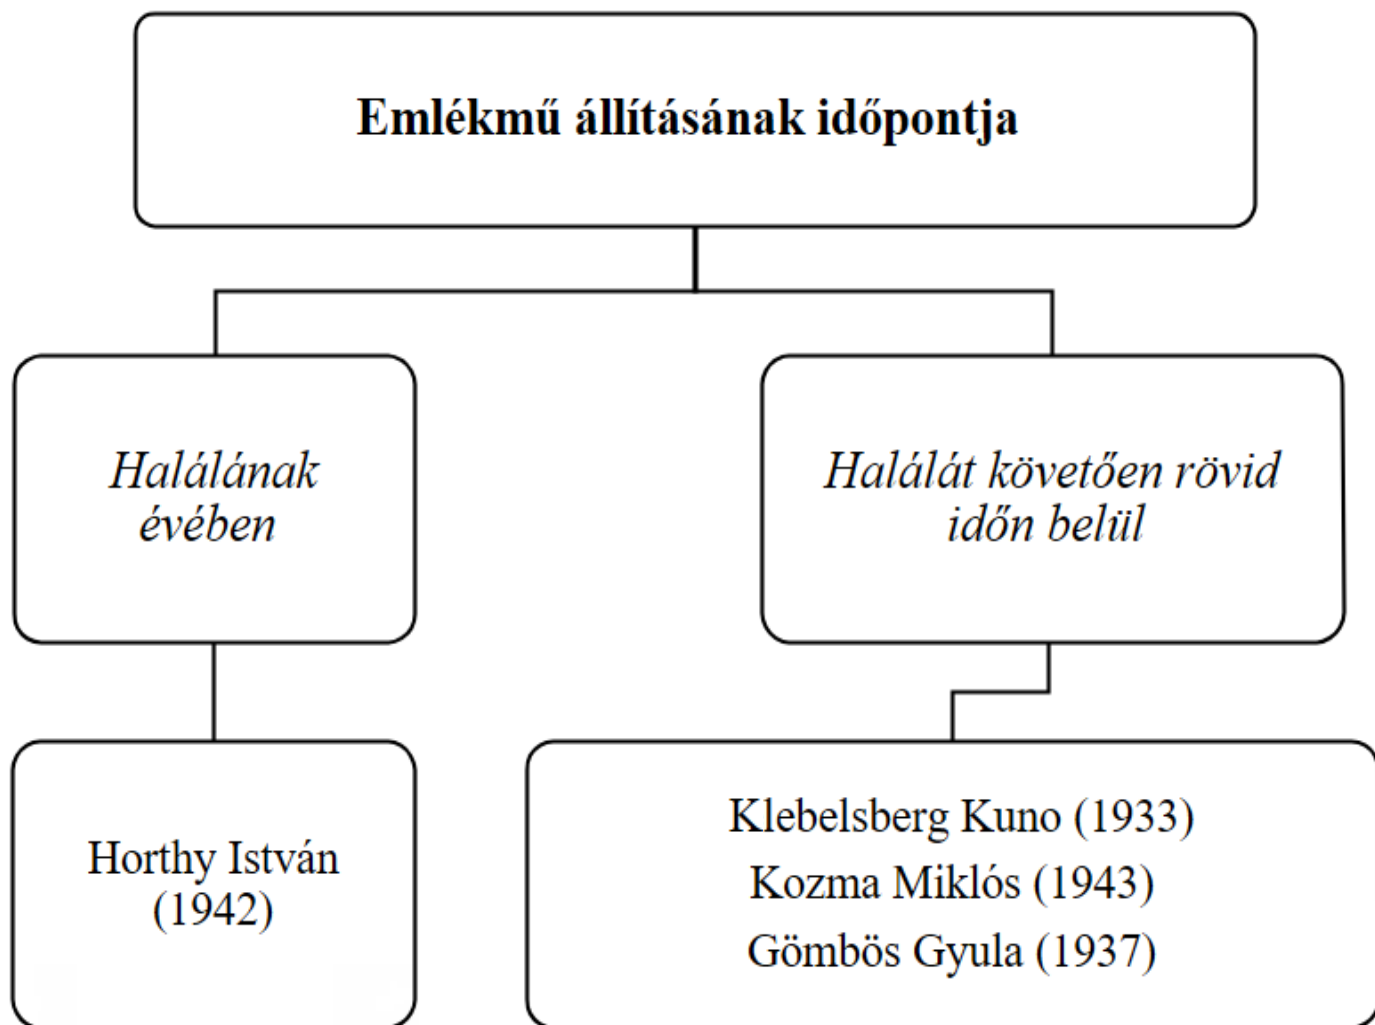 Emlékmű állításának időpontja
Halálának
évében
Halálát követően rövid
időn belül
Horthy István
(1942)
Klebelsberg Kuno (1933)
Kozma Miklós (1943)
Gömbös Gyula (1937)